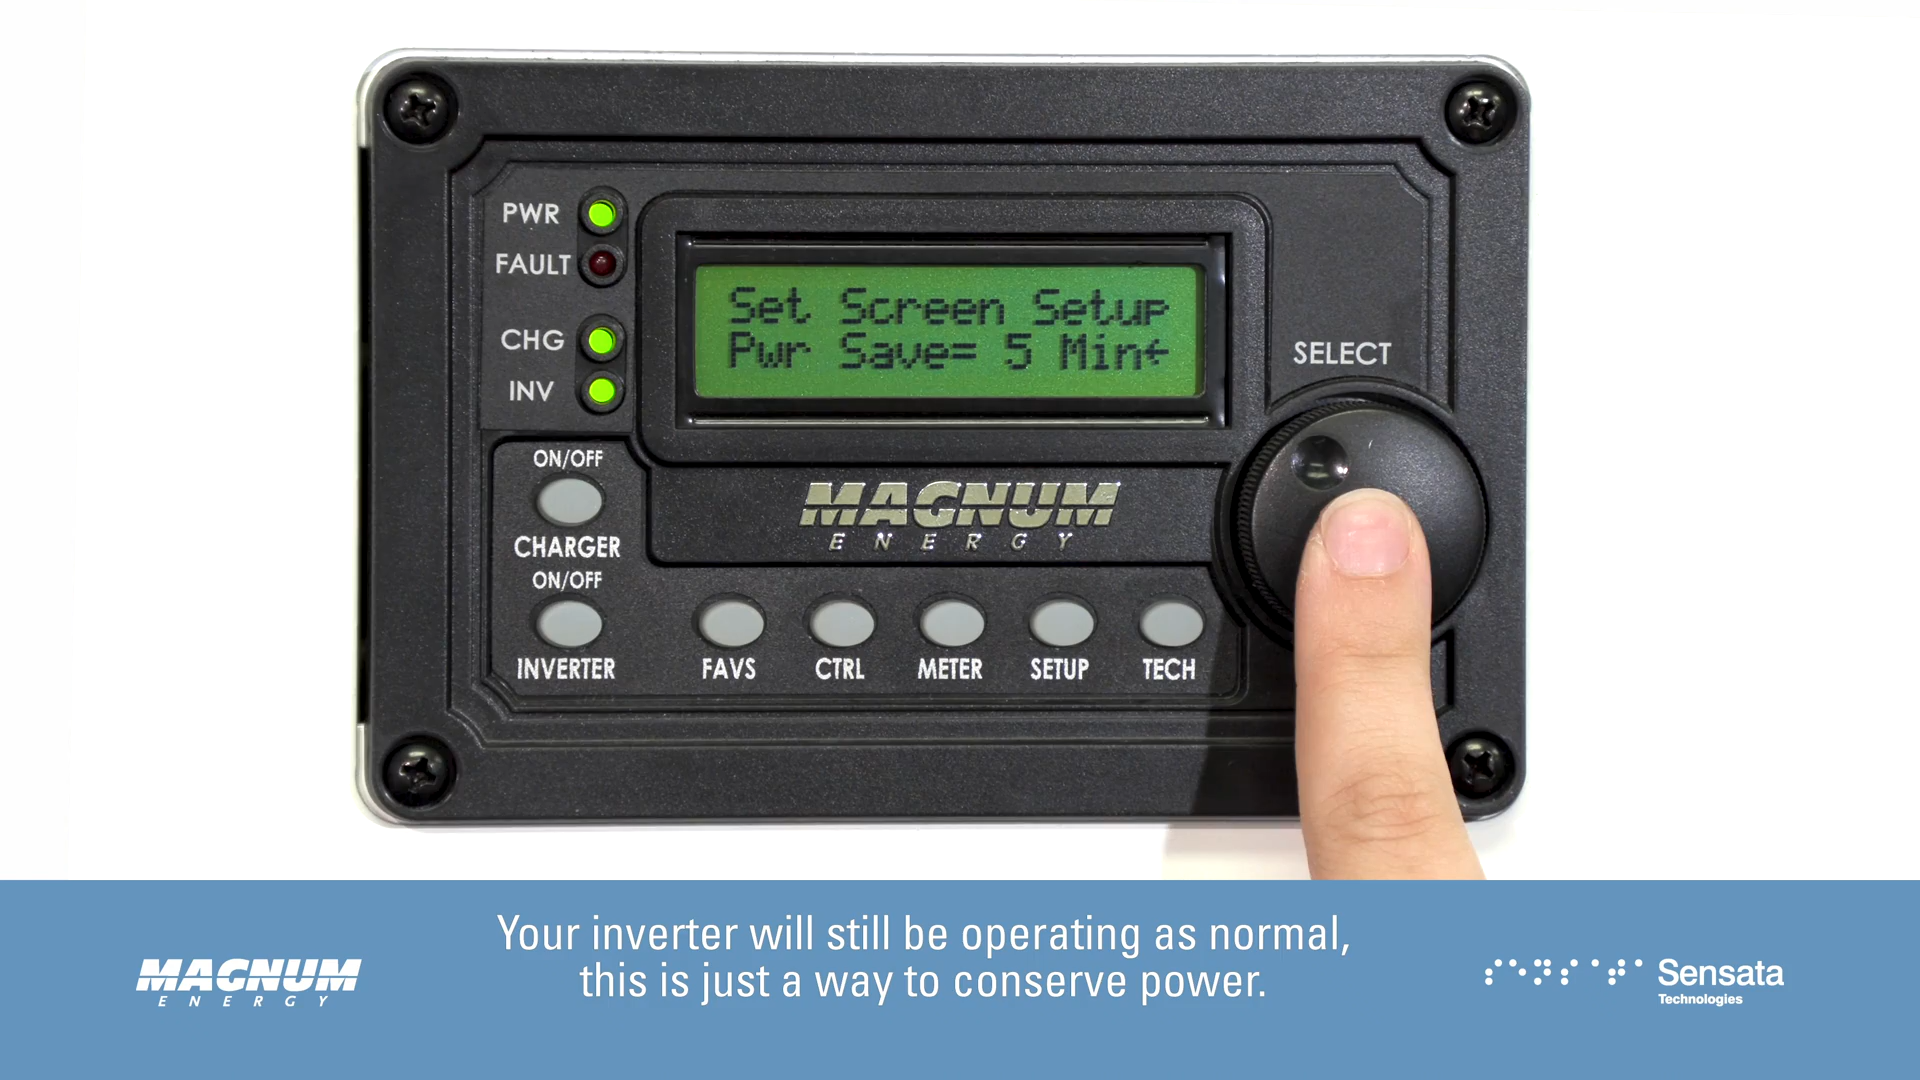 PWR
FAULT
CHG
INV
Set Screen Setup
Pwr Save= 5 Min←
SELECT
ON/OFF
CHARGER
ON/OFF
INVERTER
MAGNUM
ENERGY
FAVS
CTRL
METER
SETUP
TECH
Your inverter will still be operating as normal,
this is just a way to conserve power.
MAGNUM
ENERGY
Sensata
Technologies